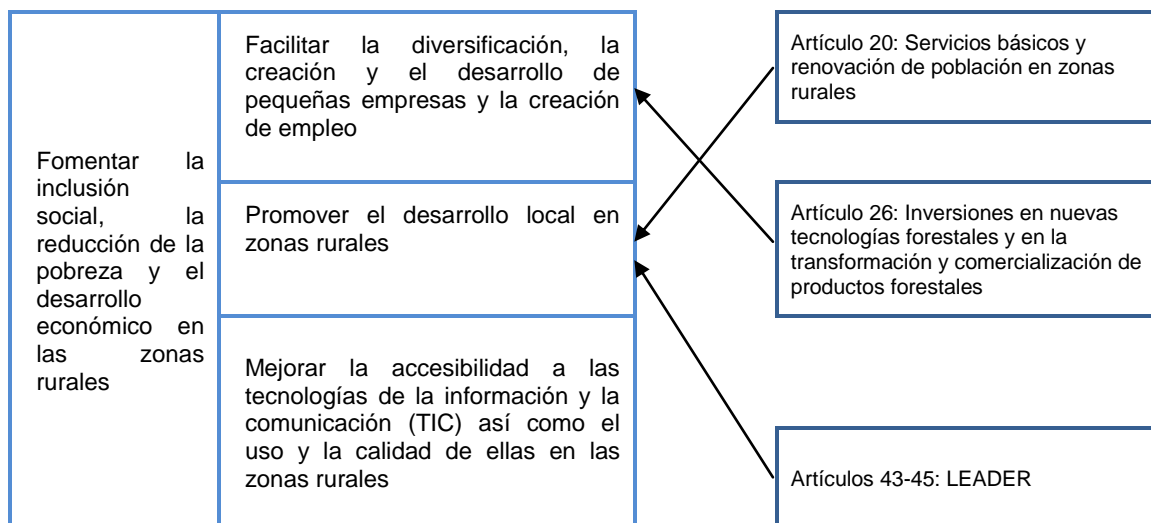 Fomentar la
inclusión
social, la
reducción de la
pobreza y el
desarrollo
económico en
las zonas
rurales
Facilitar la diversificación, la
creación y el desarrollo de
pequeñas empresas y la creación
de empleo
Promover el desarrollo local en
zonas rurales
Mejorar la accesibilidad a las
tecnologías de la información y la
comunicación (TIC) así como el
uso y la calidad de ellas en las
zonas rurales
Artículo 20: Servicios básicos y
renovación de población en zonas
rurales
Artículo 26: Inversiones en nuevas
tecnologías forestales y en la
transformación y comercialización de
productos forestales
Artículos 43-45: LEADER